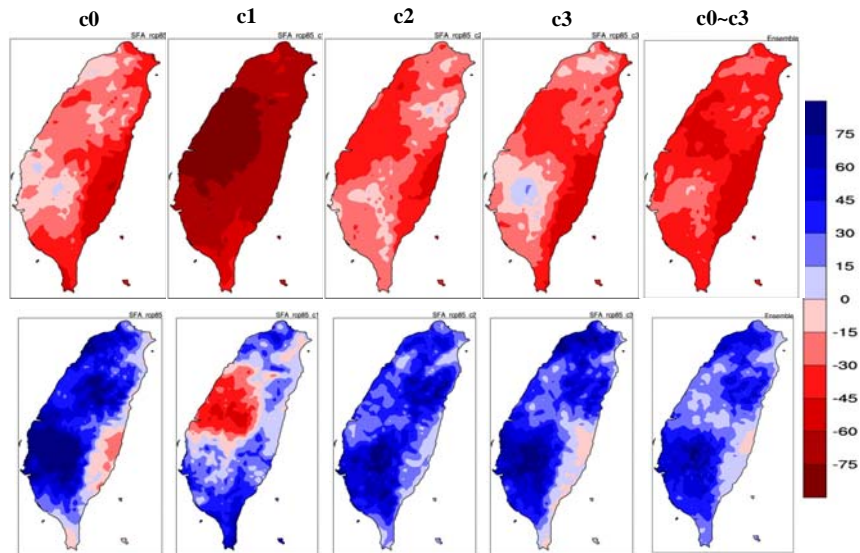 c0
c1
c2
c3
c0~c3
SFA_rcp85
SFA_rcp85_c1
SFA_rcp85_c2
SFA_rcp85_c3
Ensemble
75
60
45
30
15
0
-15
-30
-45
-60
-75
SFA_rcp85
SFA_rcp85_c1
SFA_rcp85_c2
SFA_rcp85_c3
Ensemble